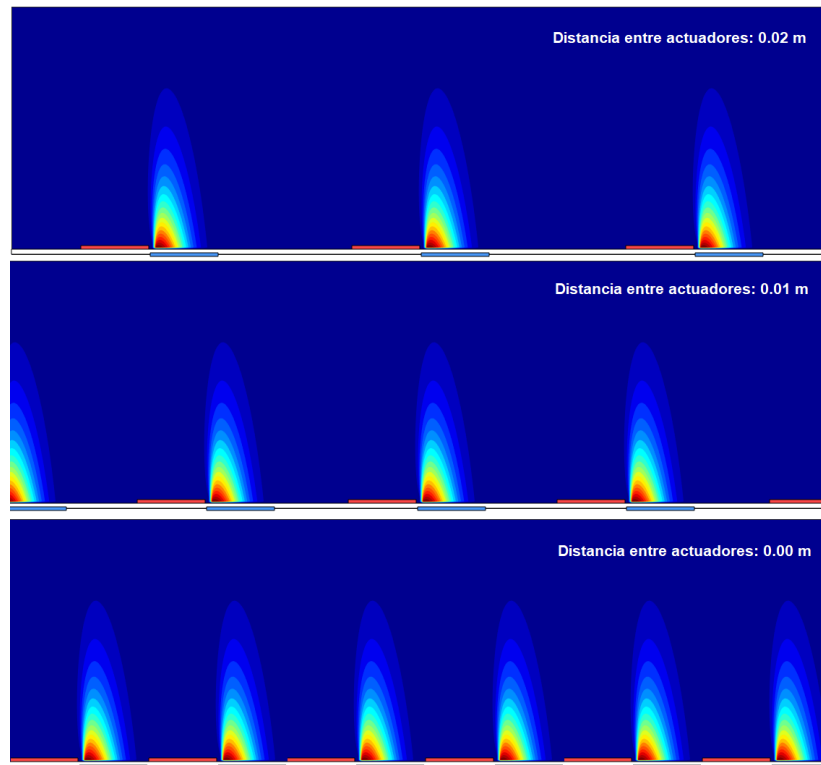 Distancia entre actuadores: 0.02 m
Distancia entre actuadores: 0.01 m
Distancia entre actuadores: 0.00 m